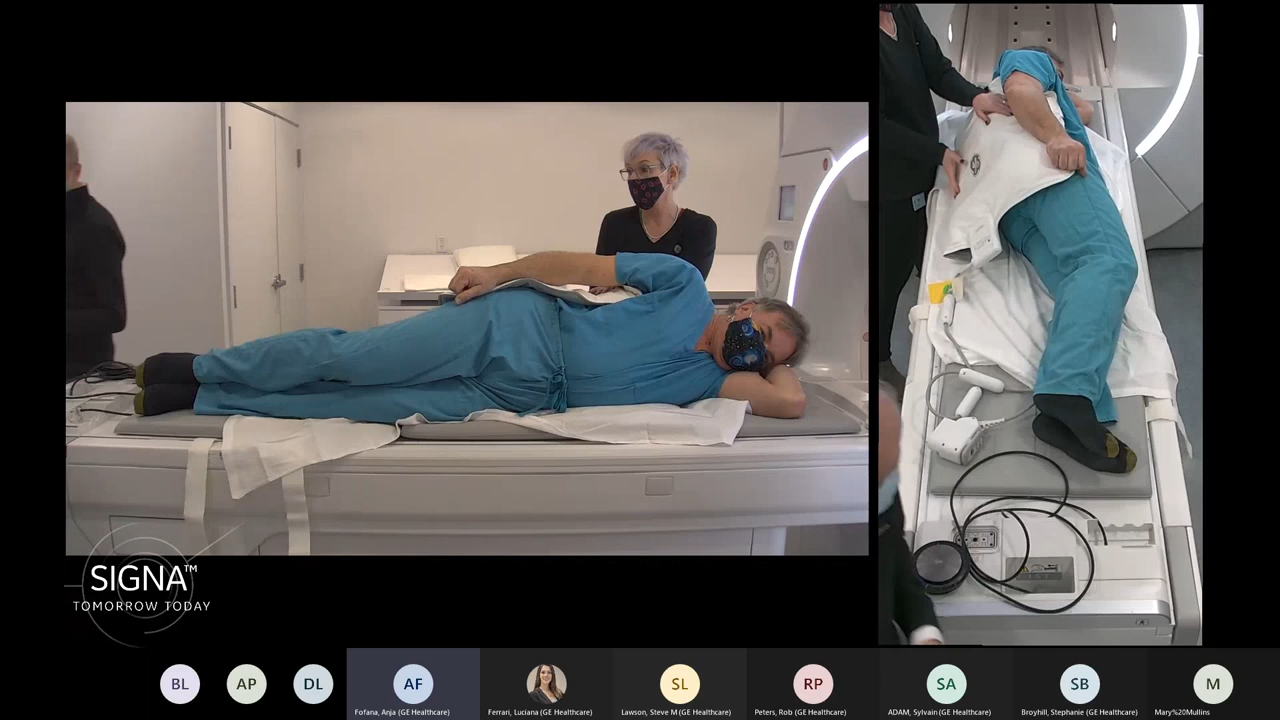 SIGNA™
TOMORROW TODAY
BL
AP
DL
AF
SL
RP
SA
SB
M
Fofana, Anja (GE Healthcare)
Ferrari, Luciana (GE Healthcare)
Lawson, Steve M (GE Healthcare)
Peters, Rob (GE Healthcare)
ADAM, Sylvain (GE Healthcare)
Broyhill, Stephanie (GE Healthcare)
Mary%20Mullins